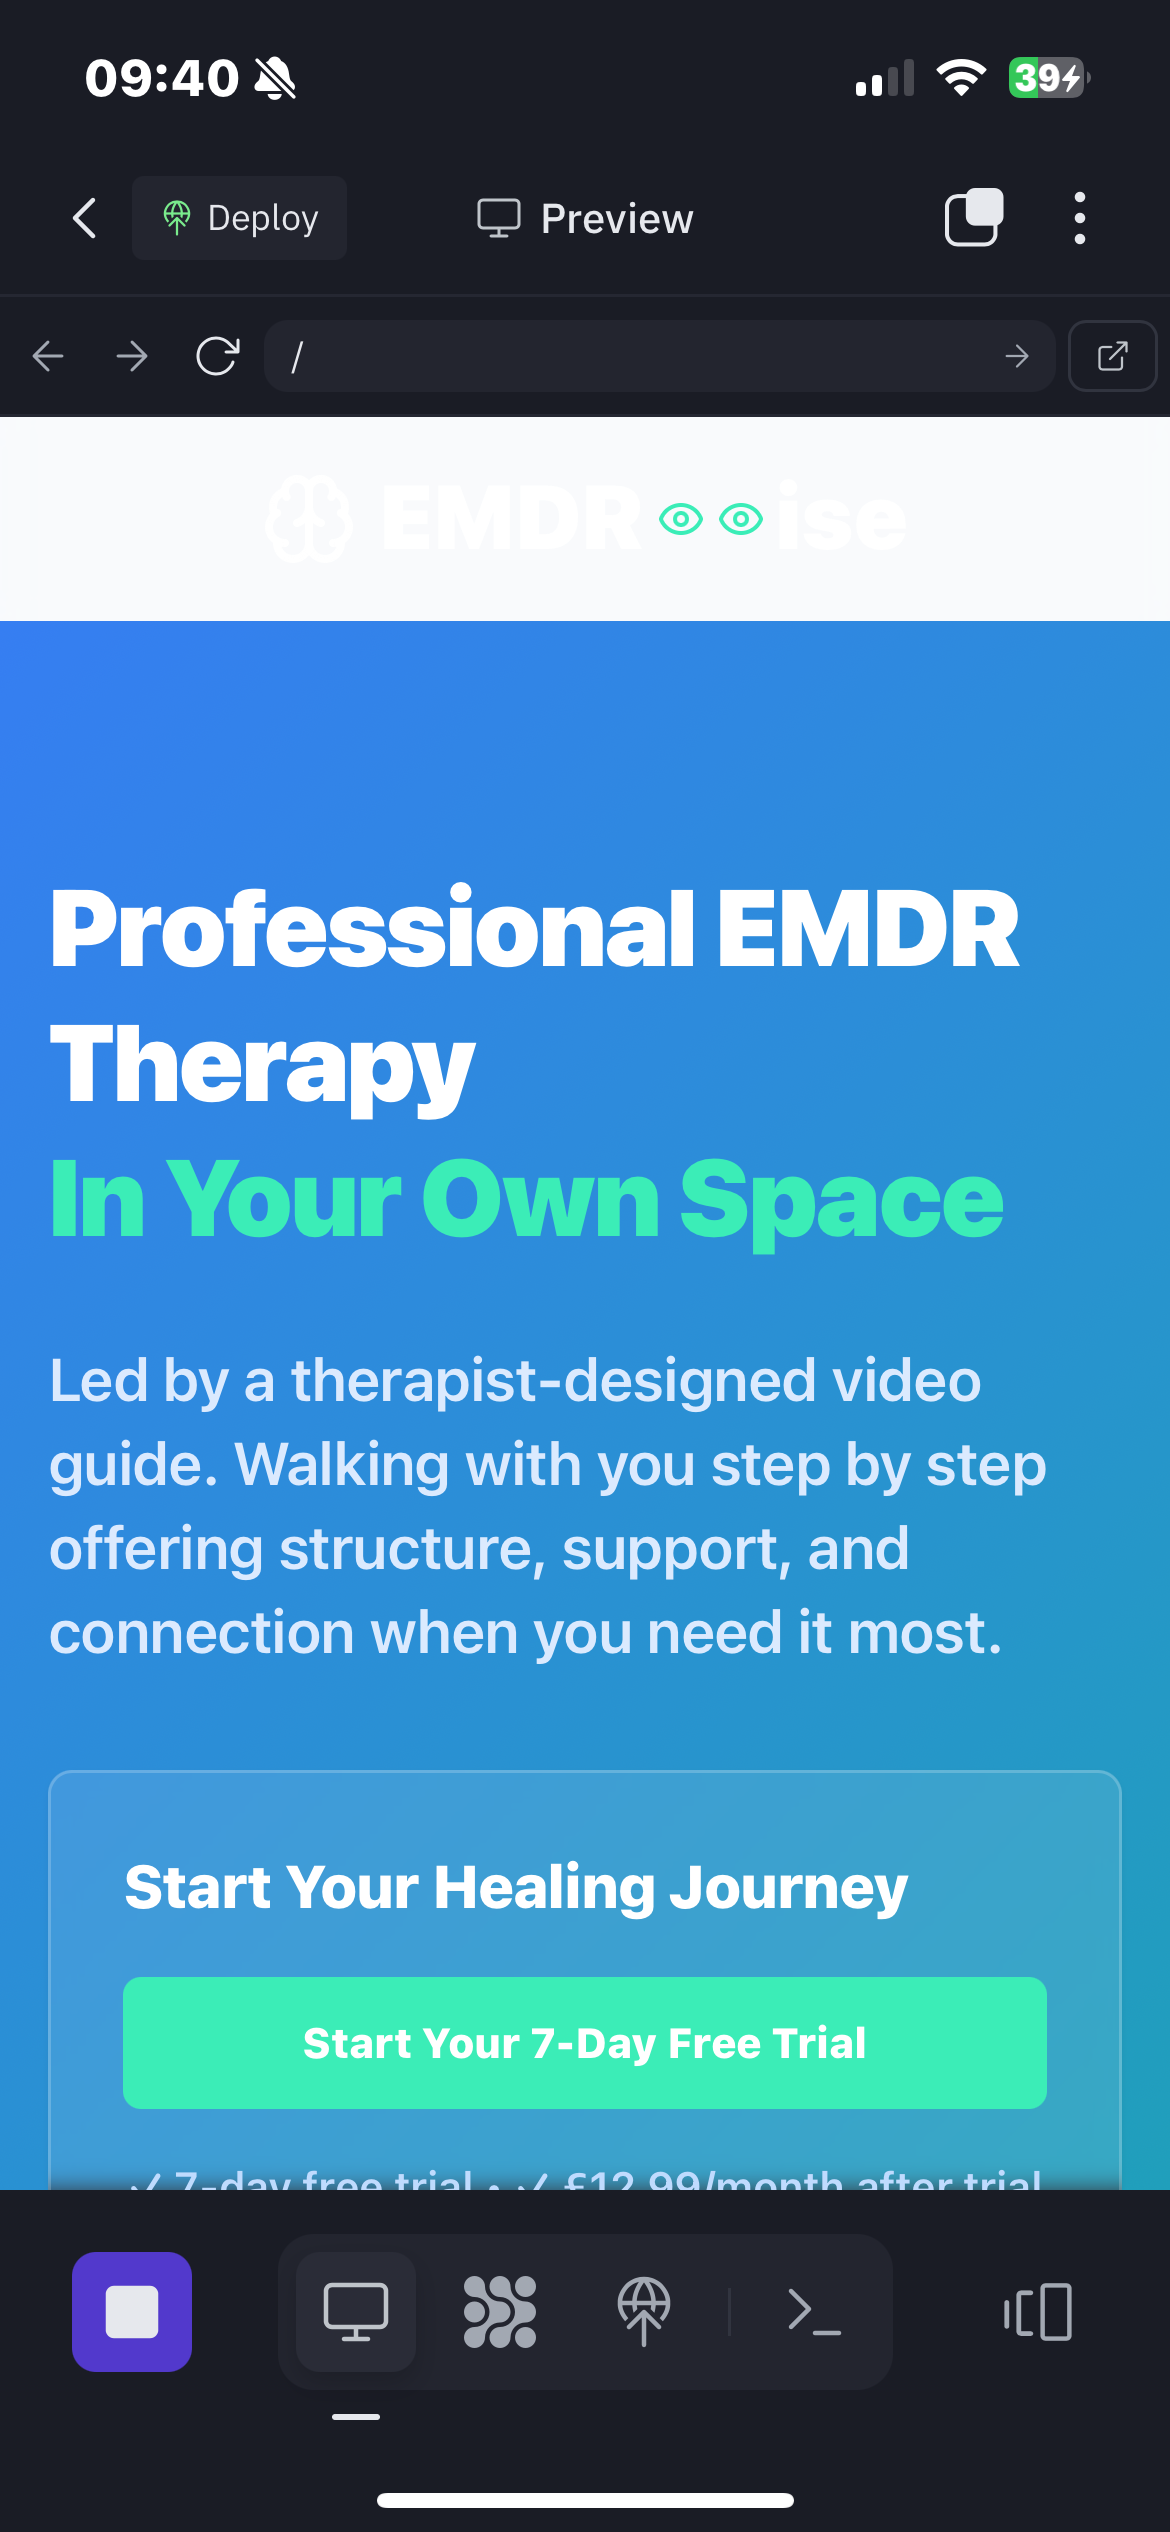 09:40
39
Deploy
Preview
/
EMDR ise
Professional EMDR
Therapy
In Your Own Space
Led by a therapist-designed video
guide. Walking with you step by step
offering structure, support, and
connection when you need it most.
Start Your Healing Journey
Start Your 7-Day Free Trial
✓ 7-day free trial • ✓ £12.99/month after trial